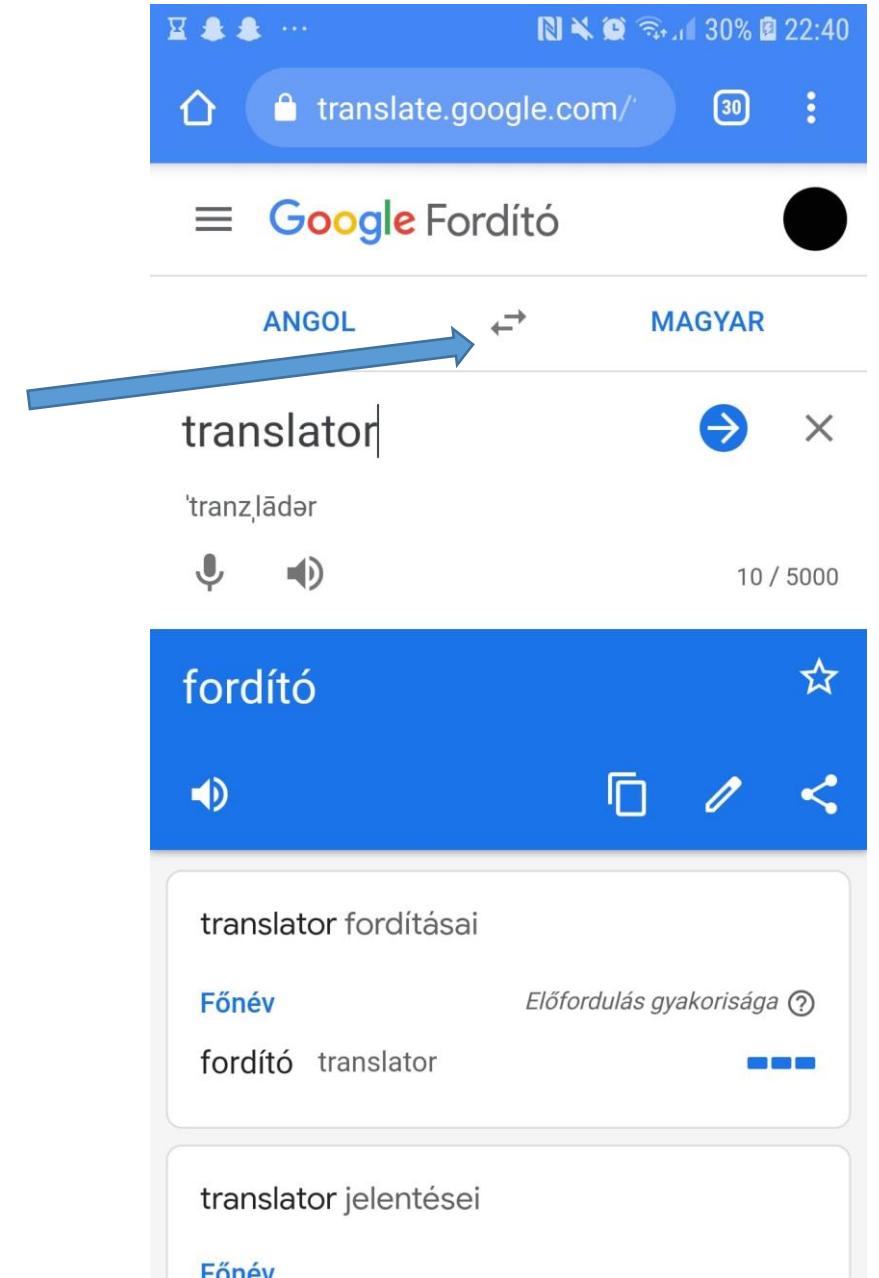 30% 22:40
translate.google.com/
30
Google Fordító
ANGOL MAGYAR
translator
ˈtranzˌlādər
10 / 5000
fordító
translator fordításai
Főnév Előfordulás gyakorisága
fordító translator
translator jelentései
Főnév